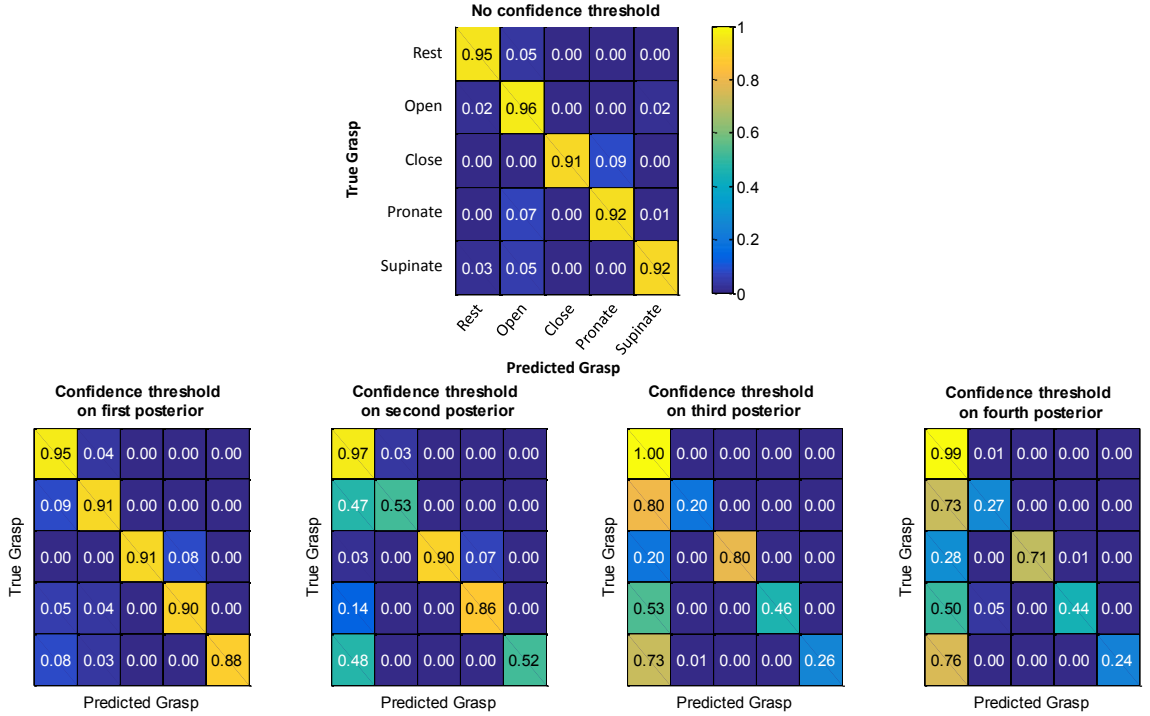 No confidence threshold
True Grasp
Rest 0.95 0.05 0.00 0.00 0.00
Open 0.02 0.96 0.00 0.00 0.02
Close 0.00 0.00 0.91 0.09 0.00
Pronate 0.00 0.07 0.00 0.92 0.01
Supinate 0.03 0.05 0.00 0.00 0.92
Rest Open Close Pronate Supinate
Predicted Grasp
1
0.8
0.6
0.4
0.2
0
Confidence threshold
on first posterior
True Grasp
0.95 0.04 0.00 0.00 0.00
0.09 0.91 0.00 0.00 0.00
0.00 0.00 0.91 0.08 0.00
0.05 0.04 0.00 0.90 0.00
0.08 0.03 0.00 0.00 0.88
Predicted Grasp
Confidence threshold
on second posterior
True Grasp
0.97 0.03 0.00 0.00 0.00
0.47 0.53 0.00 0.00 0.00
0.03 0.00 0.90 0.07 0.00
0.14 0.00 0.00 0.86 0.00
0.48 0.00 0.00 0.00 0.52
Predicted Grasp
Confidence threshold
on third posterior
True Grasp
1.00 0.00 0.00 0.00 0.00
0.80 0.20 0.00 0.00 0.00
0.20 0.00 0.80 0.00 0.00
0.53 0.00 0.00 0.46 0.00
0.73 0.01 0.00 0.00 0.26
Predicted Grasp
Confidence threshold
on fourth posterior
True Grasp
0.99 0.01 0.00 0.00 0.00
0.73 0.27 0.00 0.00 0.00
0.28 0.00 0.71 0.01 0.00
0.50 0.05 0.00 0.44 0.00
0.76 0.00 0.00 0.00 0.24
Predicted Grasp